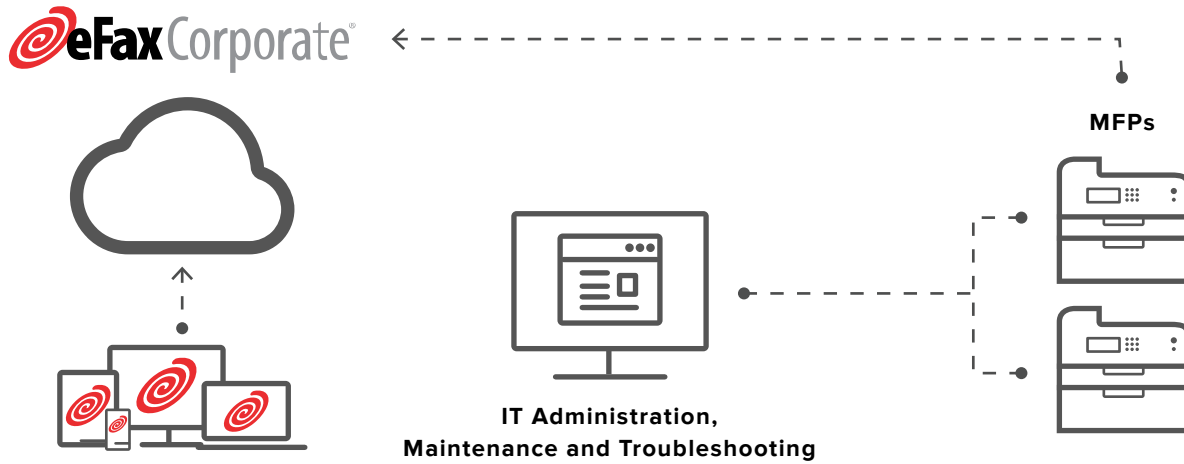 eFax Corporate®
MFPs
IT Administration,
Maintenance and Troubleshooting